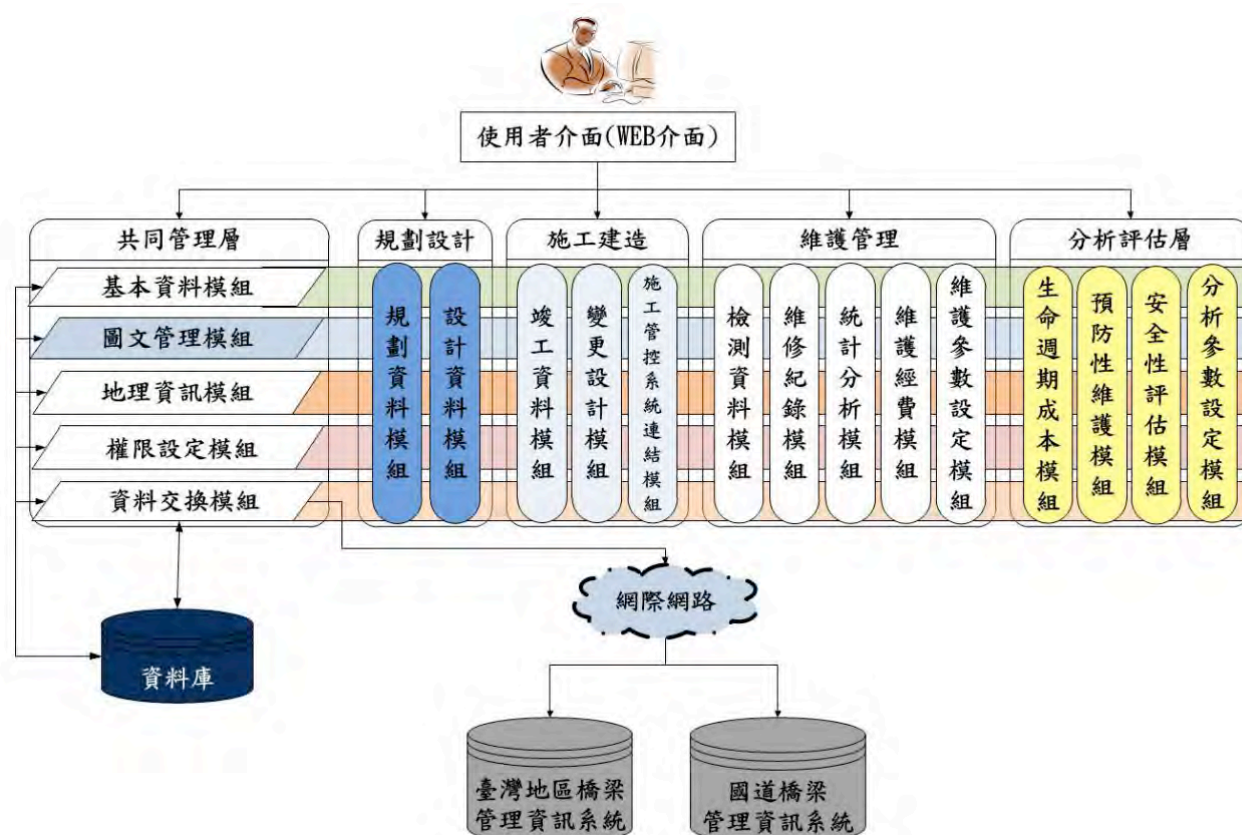 使用者介面(WEB介面)
共同管理層
基本資料模組
圖文管理模組
地理資訊模組
權限設定模組
資料交換模組
規劃設計
規劃資料模組
設計資料模組
施工建造
竣工資料模組
變更設計模組
施工管控系統連結模組
維護管理
檢測資料模組
維修紀錄模組
統計分析模組
維護經費模組
維護參數設定模組
分析評估層
生命週期成本模組
預防性維護模組
安全性評估模組
分析參數設定模組
網際網路
資料庫
臺灣地區橋梁
管理資訊系統
國道橋梁
管理資訊系統